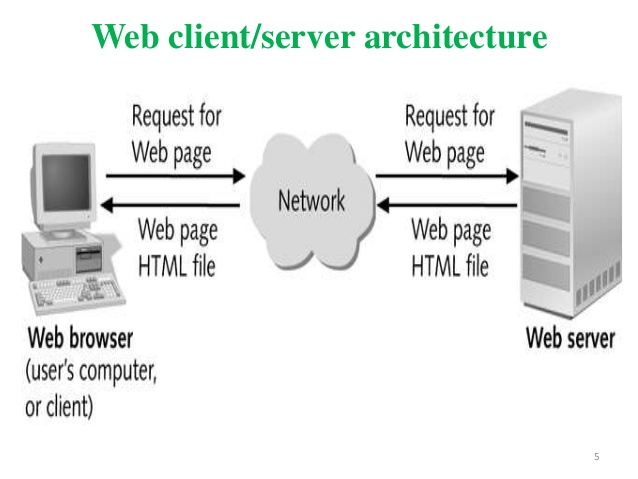 Web client/server architecture
Request for
Web page
Request for
Web page
Network
Web page
HTML file
Web page
HTML file
Web browser
(user's computer,
or client)
Web server
5